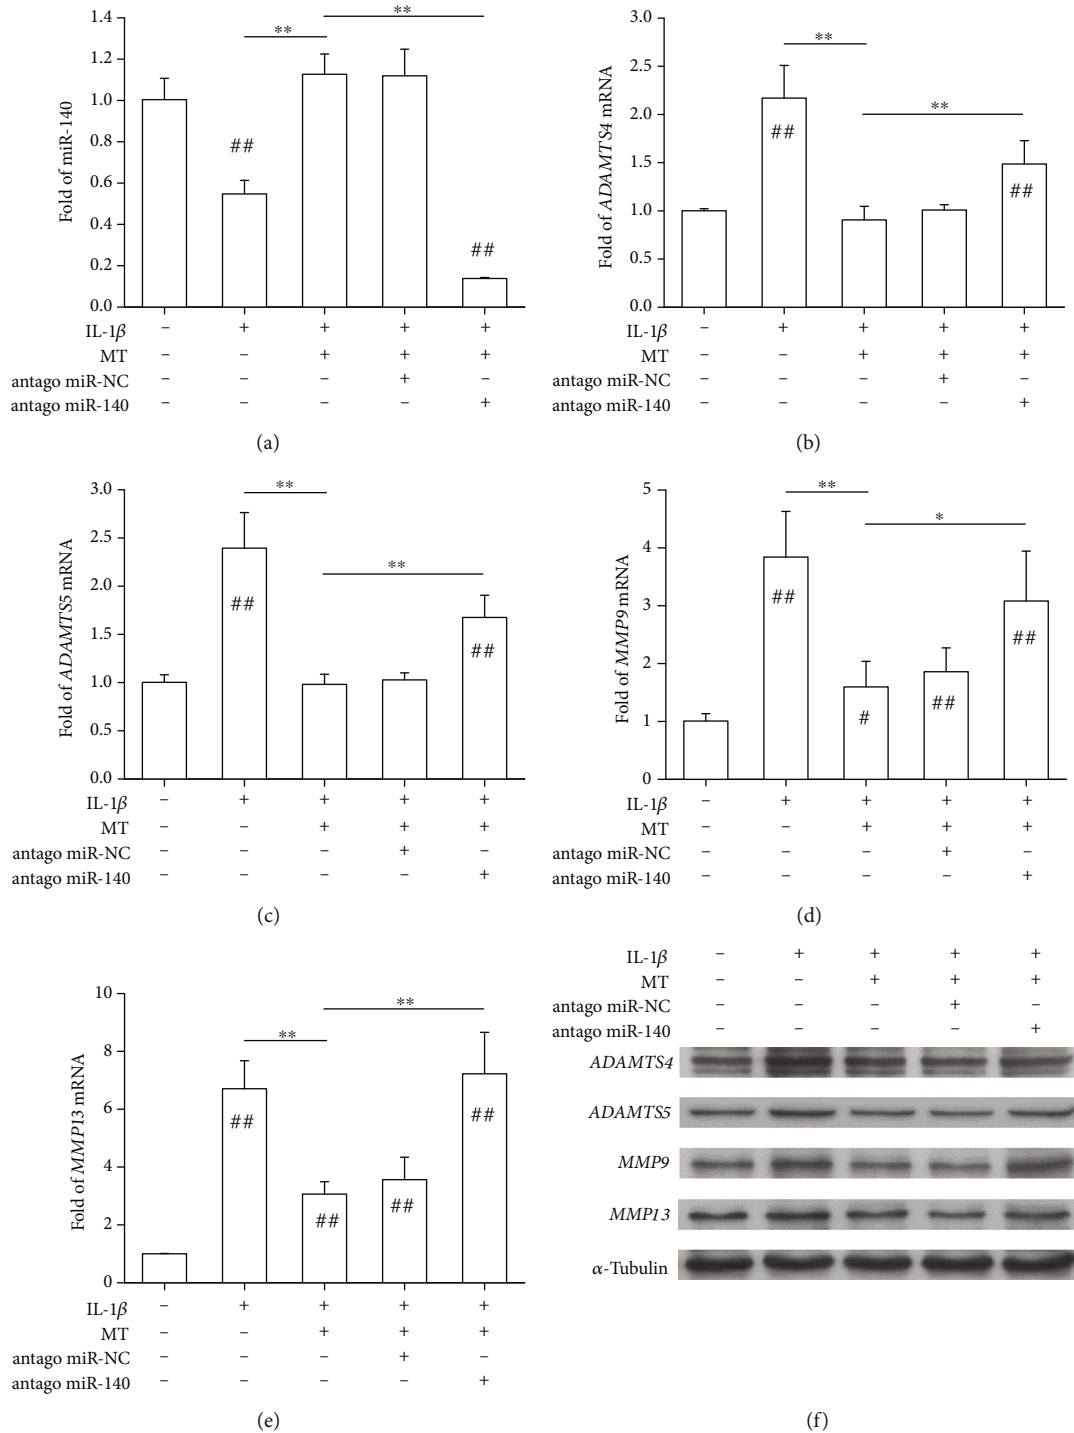 **
**
1.4
1.2
1.0
0.8
0.6
0.4
0.2
0.0
Fold of miR-140
##
##
IL-1β − + + + +
MT − − + + +
antago miR-NC − − − + −
antago miR-140 − − − − +
(a)
3.0
2.5
2.0
1.5
1.0
0.5
0.0
Fold of ADAMTS4 mRNA
**
**
##
##
IL-1β − + + + +
MT − − + + +
antago miR-NC − − − + −
antago miR-140 − − − − +
(b)
3.0
2.5
2.0
1.5
1.0
0.5
0.0
Fold of ADAMTS5 mRNA
**
**
##
##
IL-1β − + + + +
MT − − + + +
antago miR-NC − − − + −
antago miR-140 − − − − +
(c)
5
4
3
2
1
0
Fold of MMP9 mRNA
**
*
##
#
##
##
IL-1β − + + + +
MT − − + + +
antago miR-NC − − − + −
antago miR-140 − − − − +
(d)
10
8
6
4
2
0
Fold of MMP13 mRNA
**
**
##
##
##
##
IL-1β − + + + +
MT − − + + +
antago miR-NC − − − + −
antago miR-140 − − − − +
(e)
IL-1β − + + + +
MT − − + + +
antago miR-NC − − − + −
antago miR-140 − − − − +
ADAMTS4
ADAMTS5
MMP9
MMP13
α-Tubulin
(f)